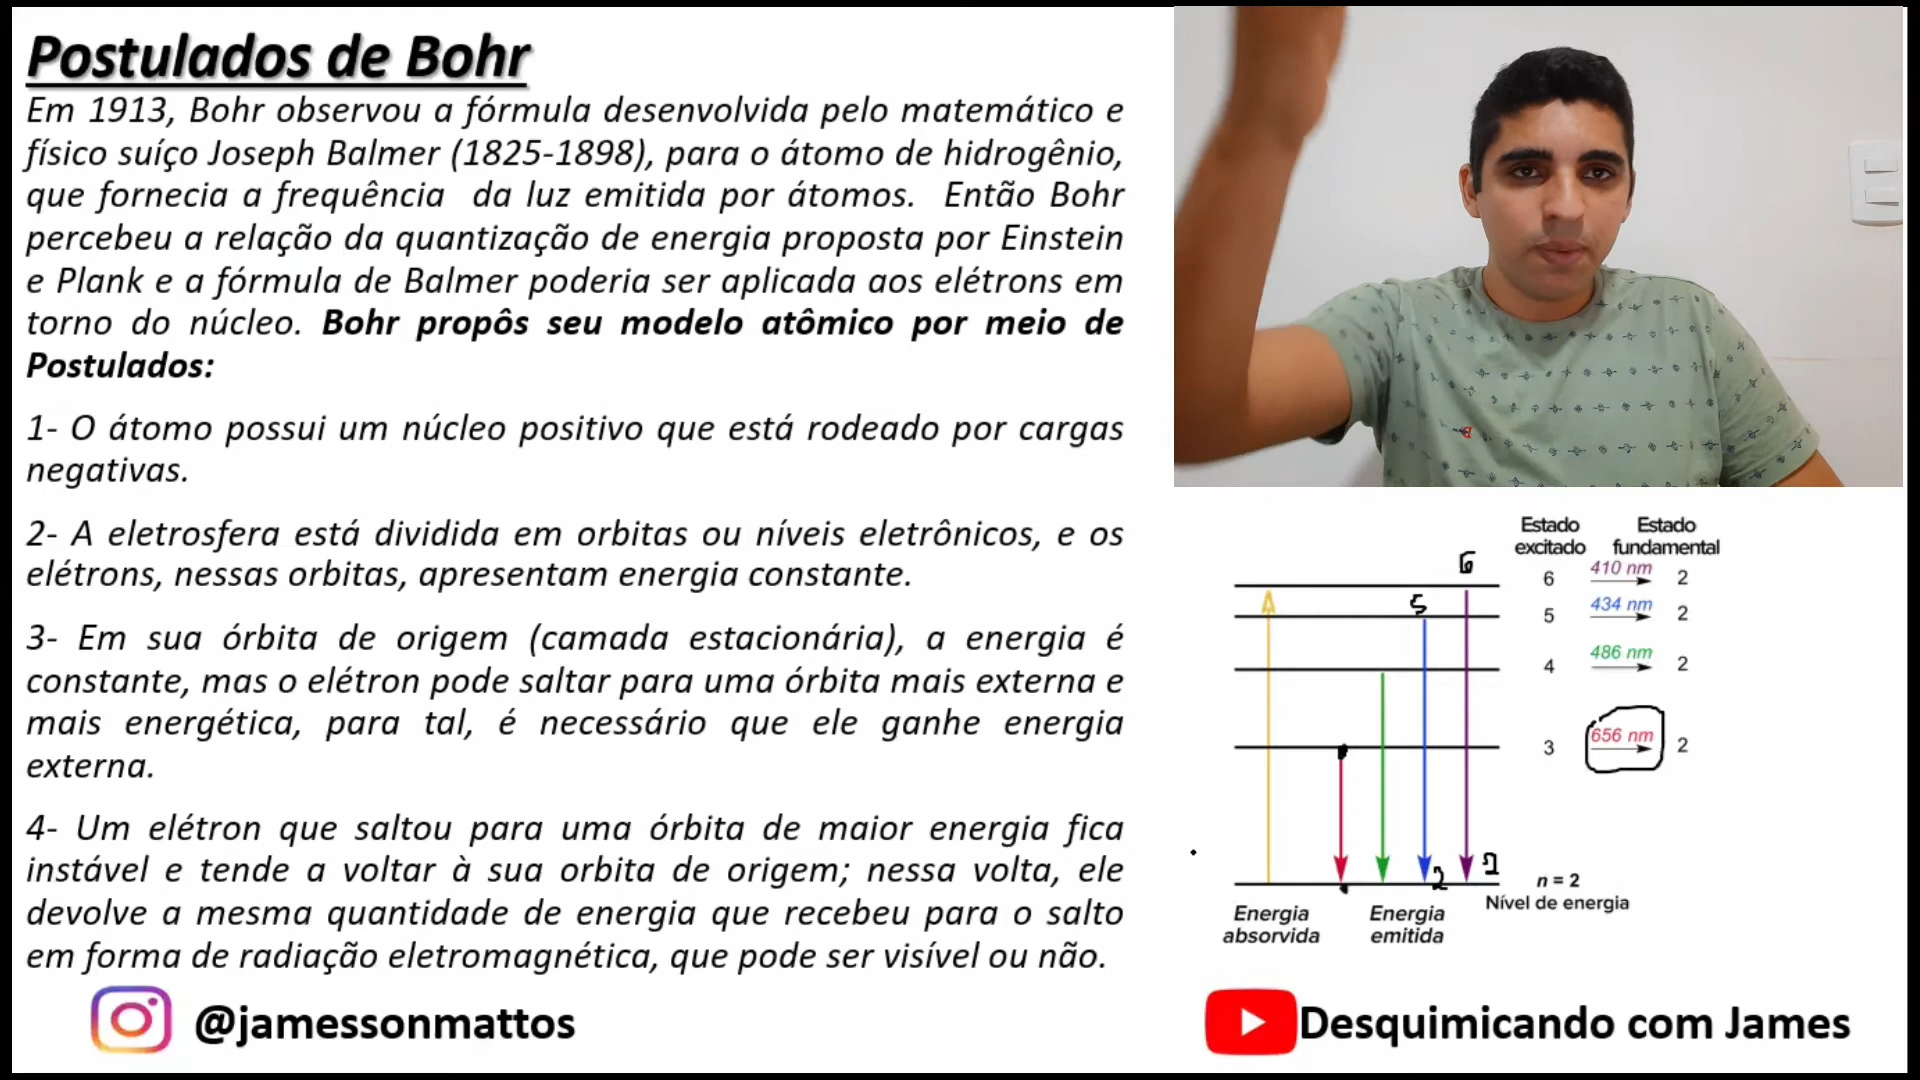 Postulados de Bohr
Em 1913, Bohr observou a fórmula desenvolvida pelo matemático e
físico suíço Joseph Balmer (1825-1898), para o átomo de hidrogênio,
que fornecia a frequência da luz emitida por átomos. Então Bohr
percebeu a relação da quantização de energia proposta por Einstein
e Plank e a fórmula de Balmer poderia ser aplicada aos elétrons em
torno do núcleo. Bohr propôs seu modelo atômico por meio de
Postulados:
1- O átomo possui um núcleo positivo que está rodeado por cargas
negativas.
2- A eletrosfera está dividida em orbitas ou níveis eletrônicos, e os
elétrons, nessas orbitas, apresentam energia constante.
3- Em sua órbita de origem (camada estacionária), a energia é
constante, mas o elétron pode saltar para uma órbita mais externa e
mais energética, para tal, é necessário que ele ganhe energia
externa.
4- Um elétron que saltou para uma órbita de maior energia fica
instável e tende a voltar à sua orbita de origem; nessa volta, ele
devolve a mesma quantidade de energia que recebeu para o salto
em forma de radiação eletromagnética, que pode ser visível ou não.
Estado Estado
excitado fundamental
6
6 410 nm 2
5
5 434 nm 2
4 486 nm 2
3 656 nm 2
2
n = 2
Nível de energia
Energia Energia
absorvida emitida
@jamessonmattos
Desquimicando com James